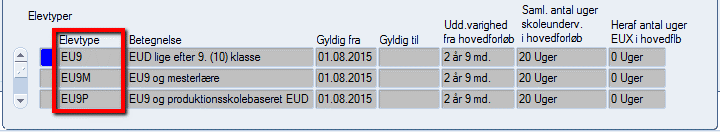 Elevtyper
Elevtype Betegnelse Gyldig fra Gyldig til Udd.varighed fra hovedforløb Saml. antal uger skoleunderv. i hovedforløb Heraf antal uger EUX i hovedflb
EU9 EUD lige efter 9. (10) klasse 01.08.2015 2 år 9 md. 20 Uger 0 Uger
EU9M EU9 og mesterlære 01.08.2015 2 år 9 md. 20 Uger 0 Uger
EU9P EU9 og produktionsskolebaseret EUD 01.08.2015 2 år 9 md. 20 Uger 0 Uger